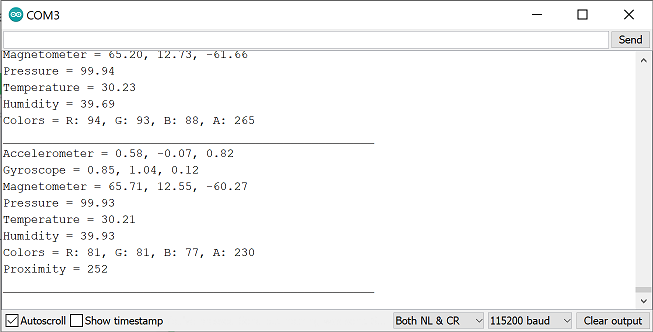 COM3
Send
Magnetometer = 65.20, 12.73, -61.66
Pressure = 99.94
Temperature = 30.23
Humidity = 39.69
Colors = R: 94, G: 93, B: 88, A: 265
Accelerometer = 0.58, -0.07, 0.82
Gyroscope = 0.85, 1.04, 0.12
Magnetometer = 65.71, 12.55, -60.27
Pressure = 99.93
Temperature = 30.21
Humidity = 39.93
Colors = R: 81, G: 81, B: 77, A: 230
Proximity = 252
Autoscroll Show timestamp Both NL & CR 115200 baud Clear output